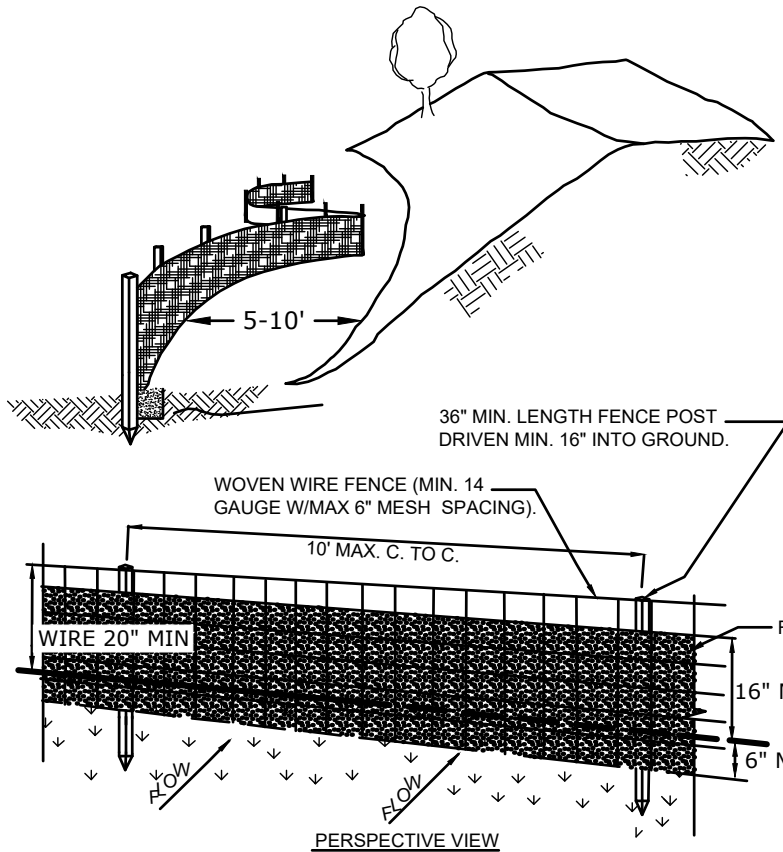 5-10'
36" MIN. LENGTH FENCE POST
DRIVEN MIN. 16" INTO GROUND.
WOVEN WIRE FENCE (MIN. 14
GAUGE W/MAX 6" MESH SPACING).
10' MAX. C. TO C.
WIRE 20" MIN
16"
6"
FLOW
FLOW
PERSPECTIVE VIEW